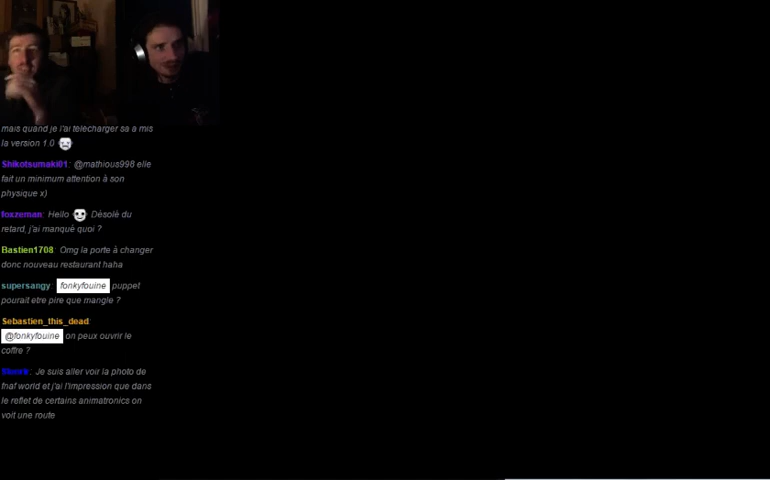 mais quand je l'ai télécharger sa a mis
la version 1.0
Shikotsumaki01: @mathious998 elle
fait un minimum attention à son
physique x)
foxzeman: Hello Désolé du
retard, j'ai manqué quoi ?
Bastien1708: Omg la porte à changer
donc nouveau restaurant haha
supersangy: fonkyfouine puppet
pourait etre pire que mangle ?
Sebastien_this_dead:
@fonkyfouine on peux ouvrir le
coffre ?
Je suis aller voir la photo de
fnaf world et j'ai l'impression que dans
le reflet de certains animatronics on
voit une route